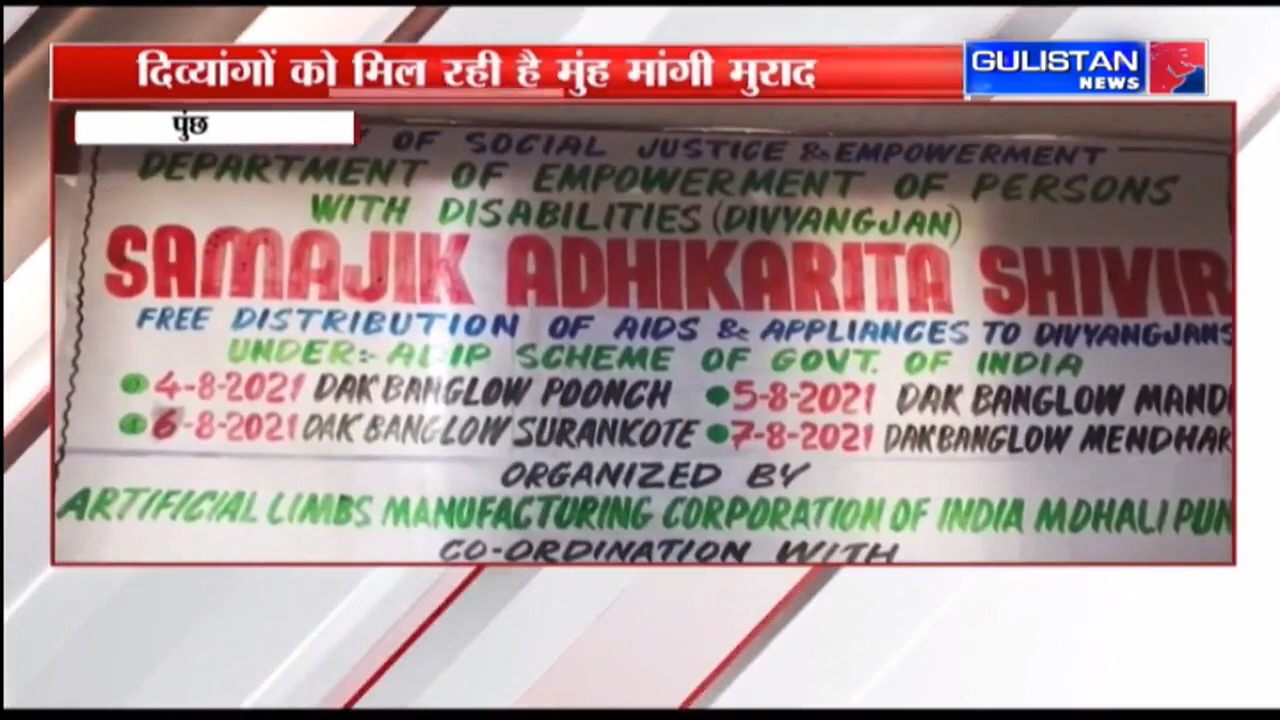 दिव्यांगों को मिल रही है मुंह मांगी मुराद
GULISTAN
NEWS
पुंछ
OF SOCIAL JUSTICE & EMPOWERMENT
DEPARTMENT OF EMPOWERMENT OF PERSONS
WITH DISABILITIES (DIVYANGJAN)
SAMAJIK ADHIKARITA SHIVIR
FREE DISTRIBUTION OF AIDS & APPLIANCES TO DIVYANGJANS
UNDER:- ADIP SCHEME OF GOVT. OF INDIA
4-8-2021 DAK BANGLOW POONCH 5-8-2021 DAK BANGLOW MANDI
6-8-2021 DAK BANGLOW SURANKOTE 7-8-2021 DAK BANGLOW MENDHAR
ORGANIZED BY
ARTIFICIAL LIMBS MANUFACTURING CORPORATION OF INDIA MOHALI PUN
CO-ORDINATION WITH